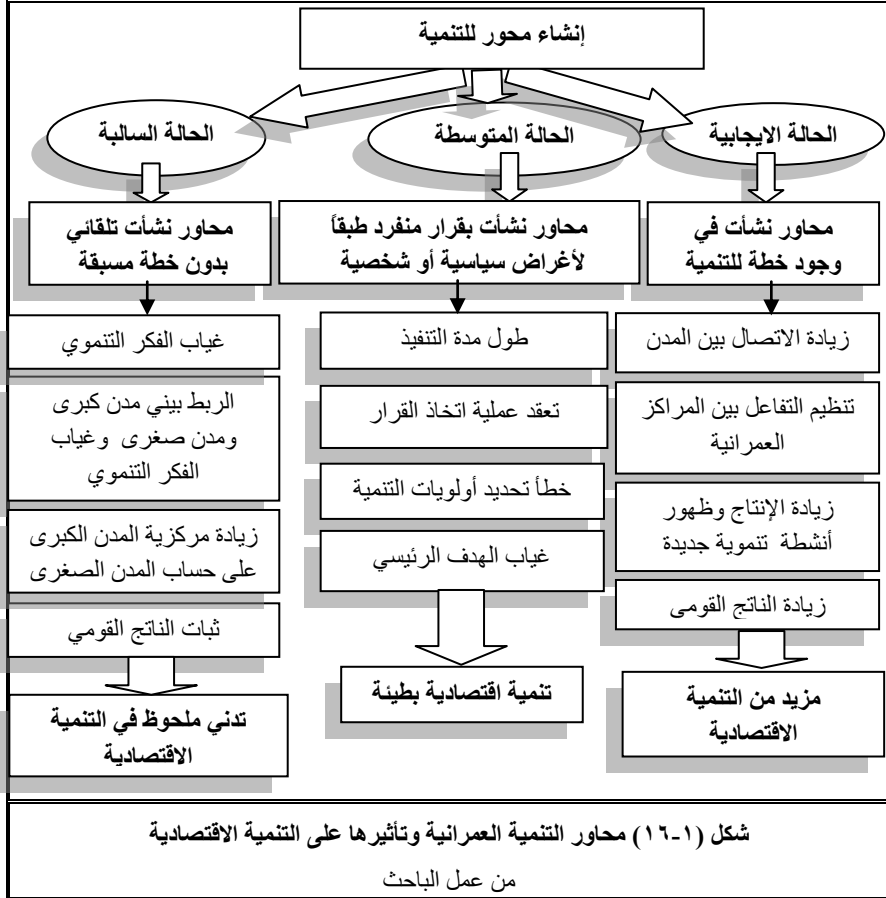 إنشاء محور للتنمية
الحالة الايجابية
الحالة المتوسطة
الحالة السالبة
محاور نشأت في
وجود خطة للتنمية
محاور نشأت بقرار منفرد طبقاً
لأغراض سياسية أو شخصية
محاور نشأت تلقائي
بدون خطة مسبقة
زيادة الاتصال بين المدن
تنظيم التفاعل بين المراكز
العمرانية
زيادة الإنتاج وظهور
أنشطة تنموية جديدة
زيادة الناتج القومى
مزيد من التنمية
الاقتصادية
طول مدة التنفيذ
تعقد عملية اتخاذ القرار
خطأ تحديد أولويات التنمية
غياب الهدف الرئيسي
تنمية اقتصادية بطيئة
غياب الفكر التنموي
الربط بيني مدن كبرى
ومدن صغرى وغياب
الفكر التنموي
زيادة مركزية المدن الكبرى
على حساب المدن الصغرى
ثبات الناتج القومي
تدني ملحوظ في التنمية
الاقتصادية
شكل (١-١٦) محاور التنمية العمرانية وتأثيرها على التنمية الاقتصادية
من عمل الباحث